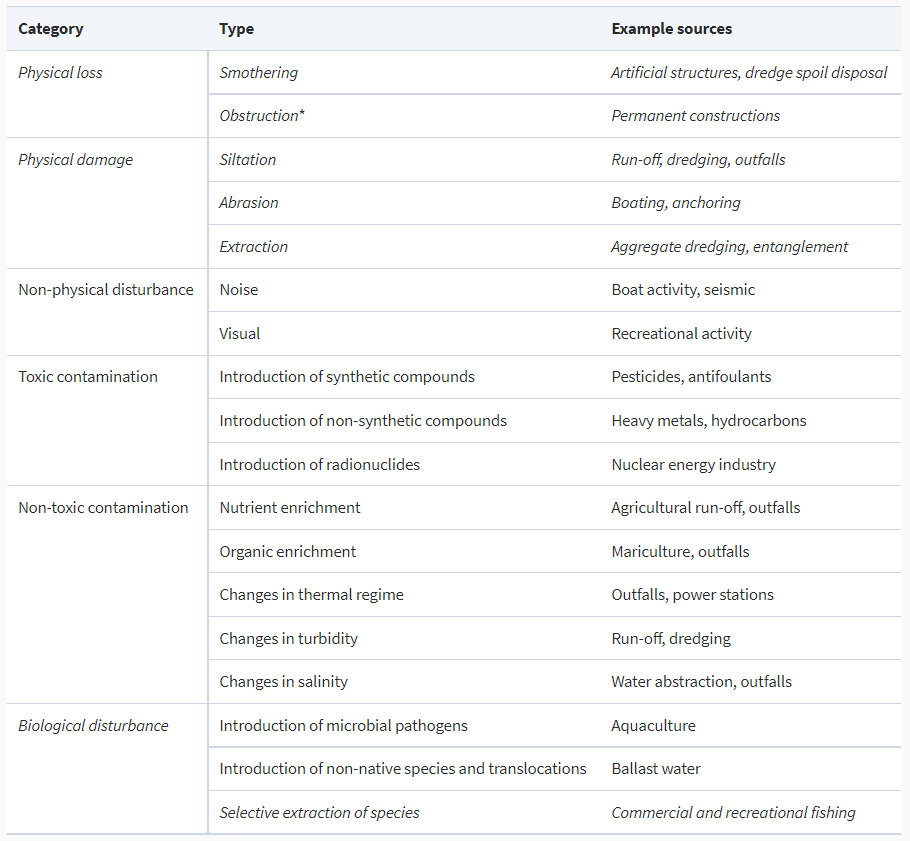 Category Type Example sources
Physical loss Smothering Artificial structures, dredge spoil disposal
Obstruction* Permanent constructions
Physical damage Siltation Run-off, dredging, outfalls
Abrasion Boating, anchoring
Extraction Aggregate dredging, entanglement
Non-physical disturbance Noise Boat activity, seismic
Visual Recreational activity
Toxic contamination Introduction of synthetic compounds Pesticides, antifoulants
Introduction of non-synthetic compounds Heavy metals, hydrocarbons
Introduction of radionuclides Nuclear energy industry
Non-toxic contamination Nutrient enrichment Agricultural run-off, outfalls
Organic enrichment Mariculture, outfalls
Changes in thermal regime Outfalls, power stations
Changes in turbidity Run-off, dredging
Changes in salinity Water abstraction, outfalls
Biological disturbance Introduction of microbial pathogens Aquaculture
Introduction of non-native species and translocations Ballast water
Selective extraction of species Commercial and recreational fishing